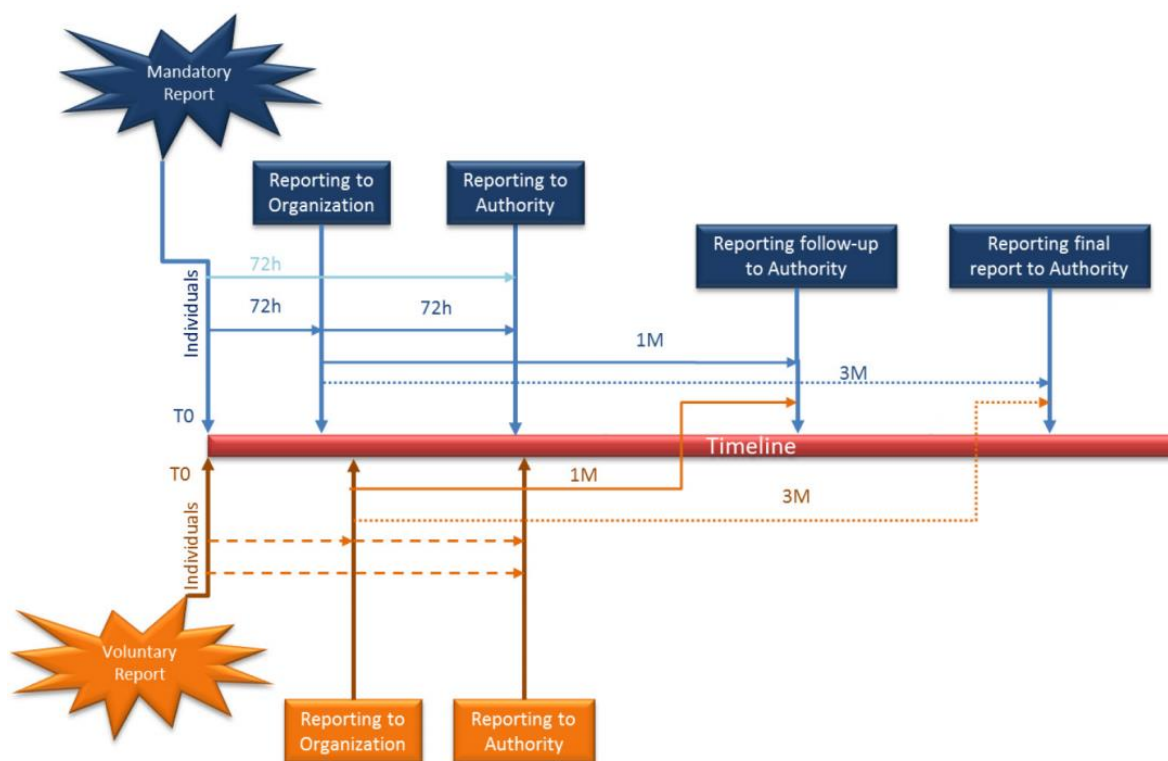 Mandatory
Report
Reporting to
Organization
Reporting to
Authority
Reporting follow-up
to Authority
Reporting final
report to Authority
Individuals
72h
72h
72h
1M
3M
T0
Timeline
T0
1M
3M
Individuals
Voluntary
Report
Reporting to
Organization
Reporting to
Authority